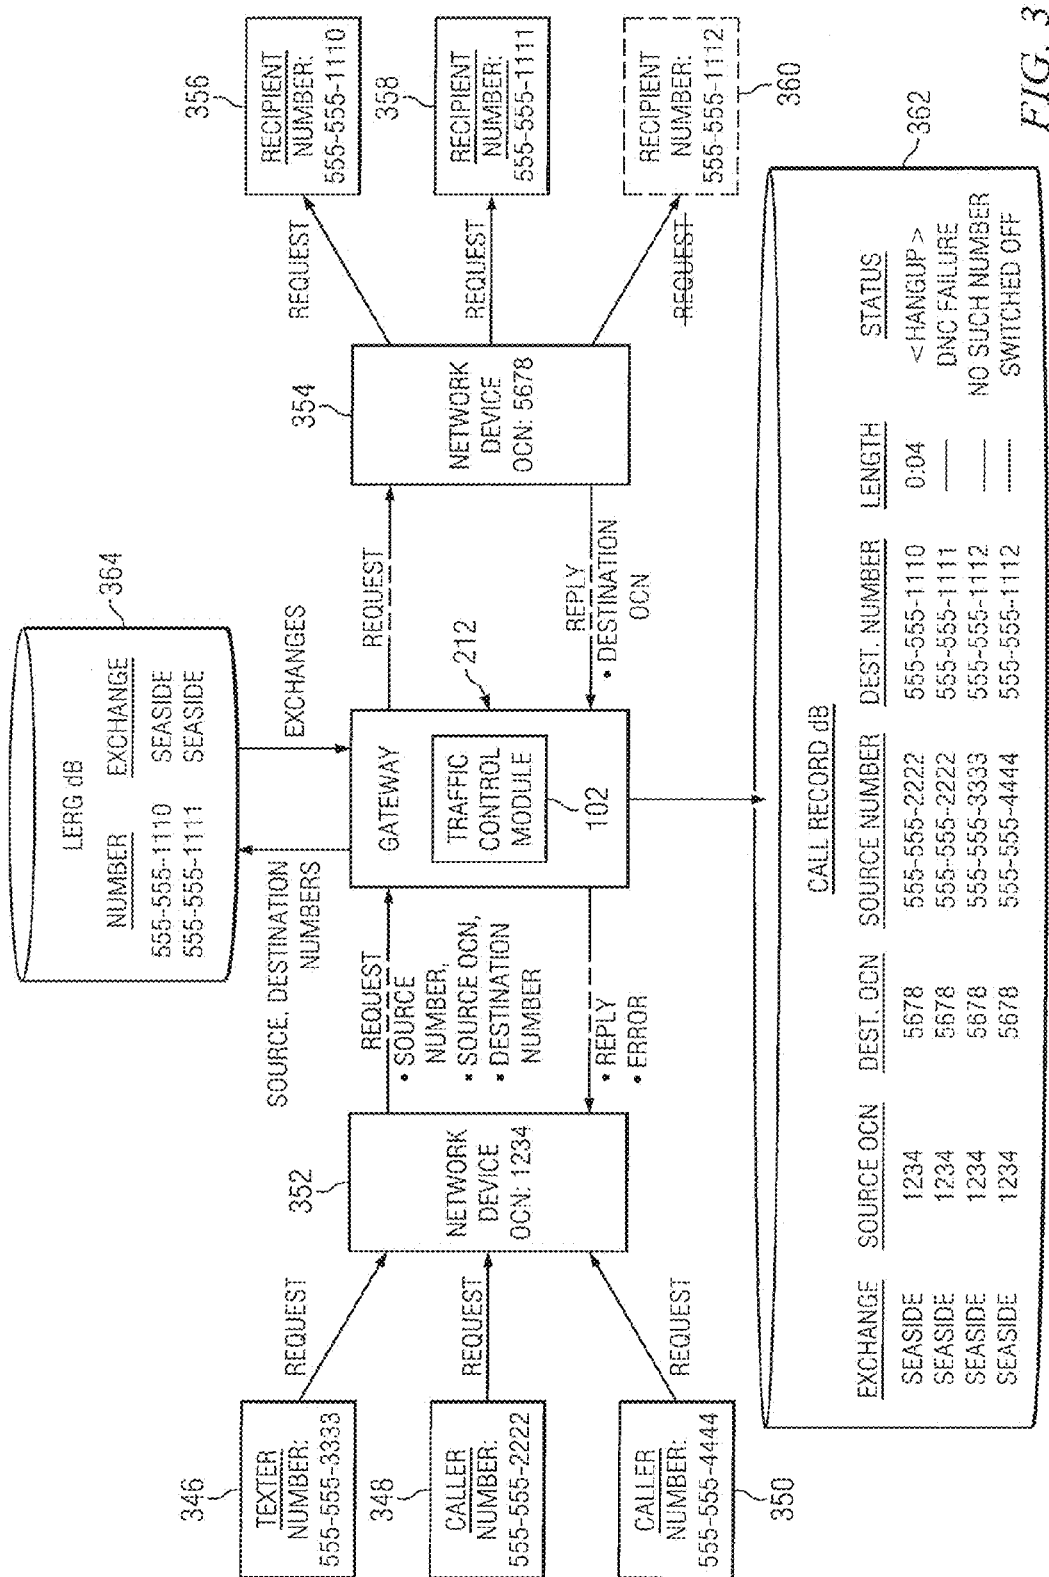 364
LERG dB
NUMBER EXCHANGE
555-555-1110 SEASIDE
555-555-1111 SEASIDE
SOURCE, DESTINATION
NUMBERS
EXCHANGES
346
TEXTER
NUMBER:
555-555-3333
348
CALLER
NUMBER:
555-555-2222
350
CALLER
NUMBER:
555-555-4444
REQUEST
REQUEST
REQUEST
352
NETWORK
DEVICE
OCN: 1234
REQUEST
• SOURCE
NUMBER,
• SOURCE OCN,
• DESTINATION
NUMBER
• REPLY
• ERROR
GATEWAY
212
TRAFFIC
CONTROL
MODULE
102
REQUEST
REPLY
• DESTINATION
OCN
354
NETWORK
DEVICE
OCN: 5678
REQUEST
REQUEST
REQUEST
356
RECIPIENT
NUMBER:
555-555-1110
358
RECIPIENT
NUMBER:
555-555-1111
RECIPIENT
NUMBER:
555-555-1112
360
362
CALL RECORD dB
EXCHANGE SOURCE OCN DEST. OCN SOURCE NUMBER DEST. NUMBER LENGTH STATUS
SEASIDE 1234 5678 555-555-2222 555-555-1110 0:04 <HANGUP>
SEASIDE 1234 5678 555-555-2222 555-555-1111 — DNC FAILURE
SEASIDE 1234 5678 555-555-3333 555-555-1112 — NO SUCH NUMBER
SEASIDE 1234 5678 555-555-4444 555-555-1112 — SWITCHED OFF
FIG. 3